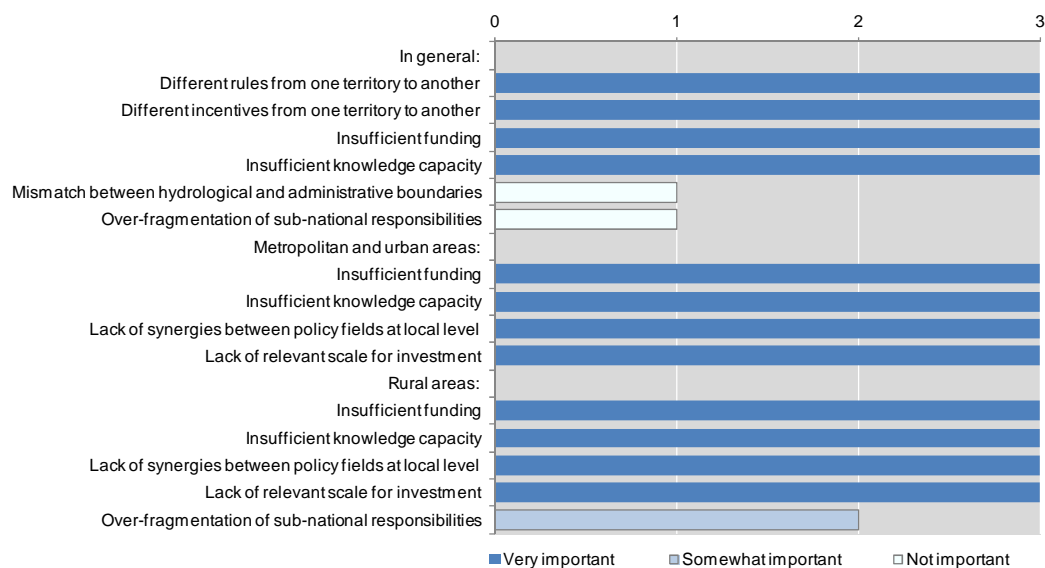 0 1 2 3
In general:
Different rules from one territory to another
Different incentives from one territory to another
Insufficient funding
Insufficient knowledge capacity
Mismatch between hydrological and administrative boundaries
Over-fragmentation of sub-national responsibilities
Metropolitan and urban areas:
Insufficient funding
Insufficient knowledge capacity
Lack of synergies between policy fields at local level
Lack of relevant scale for investment
Rural areas:
Insufficient funding
Insufficient knowledge capacity
Lack of synergies between policy fields at local level
Lack of relevant scale for investment
Over-fragmentation of sub-national responsibilities
Very important Somewhat important Not important